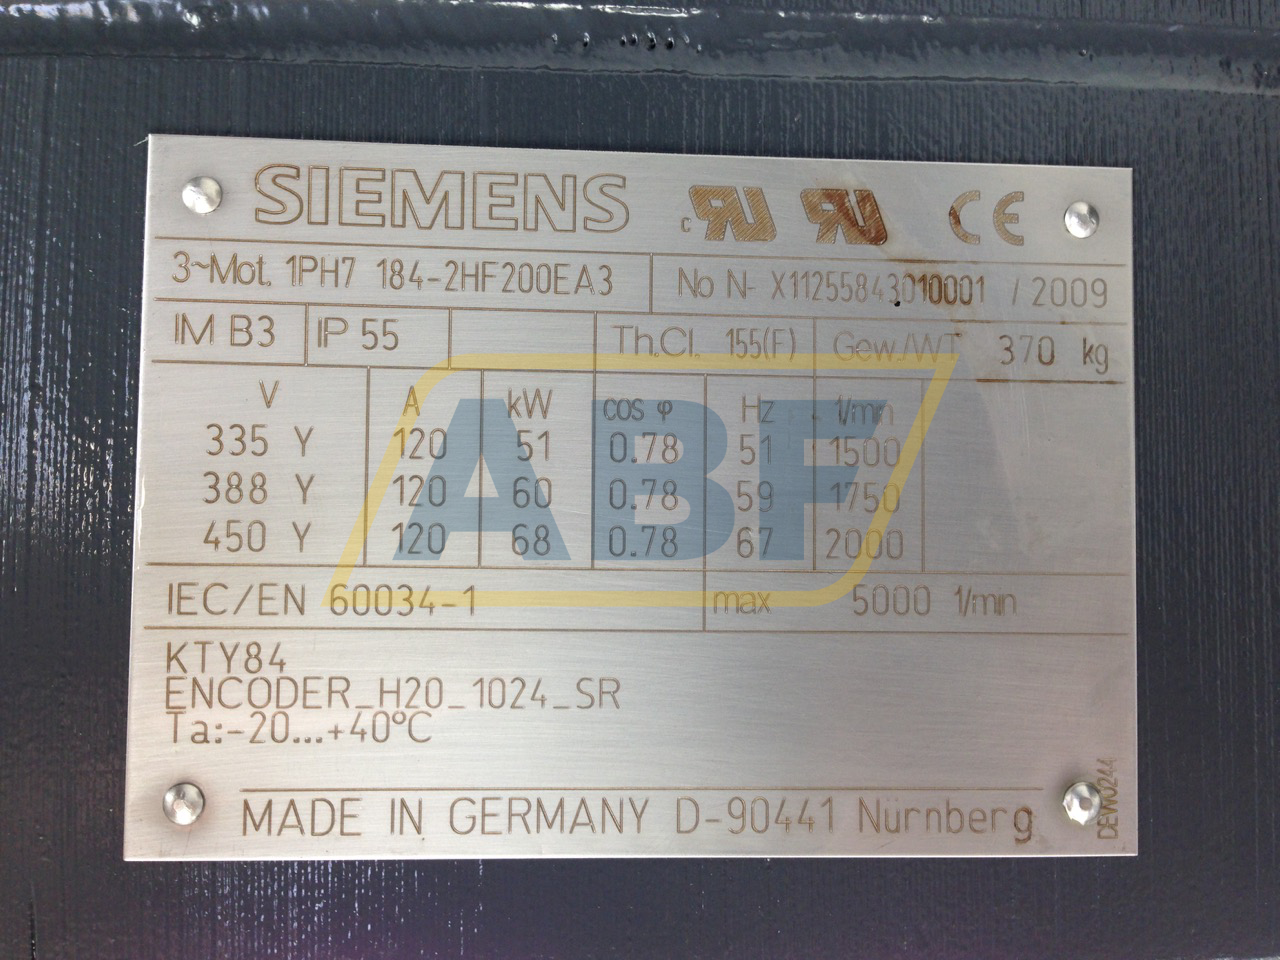 SIEMENS c RU RU CE
3~Mot. 1PH7 184-2HF200EA3 No N- X11255843010001 / 2009
IM B3 IP 55 Th.Cl. 155(F) Gew./WT 370 kg
V A kW cos φ Hz 1/min
335 Y 120 51 0.78 51 1500
388 Y 120 60 0.78 59 1750
450 Y 120 68 0.78 67 2000
ABF
IEC/EN 60034-1 max 5000 1/min
KTY84
ENCODER_H20_1024_SR
Ta:-20...+40°C
MADE IN GERMANY D-90441 Nürnberg
DEW0244